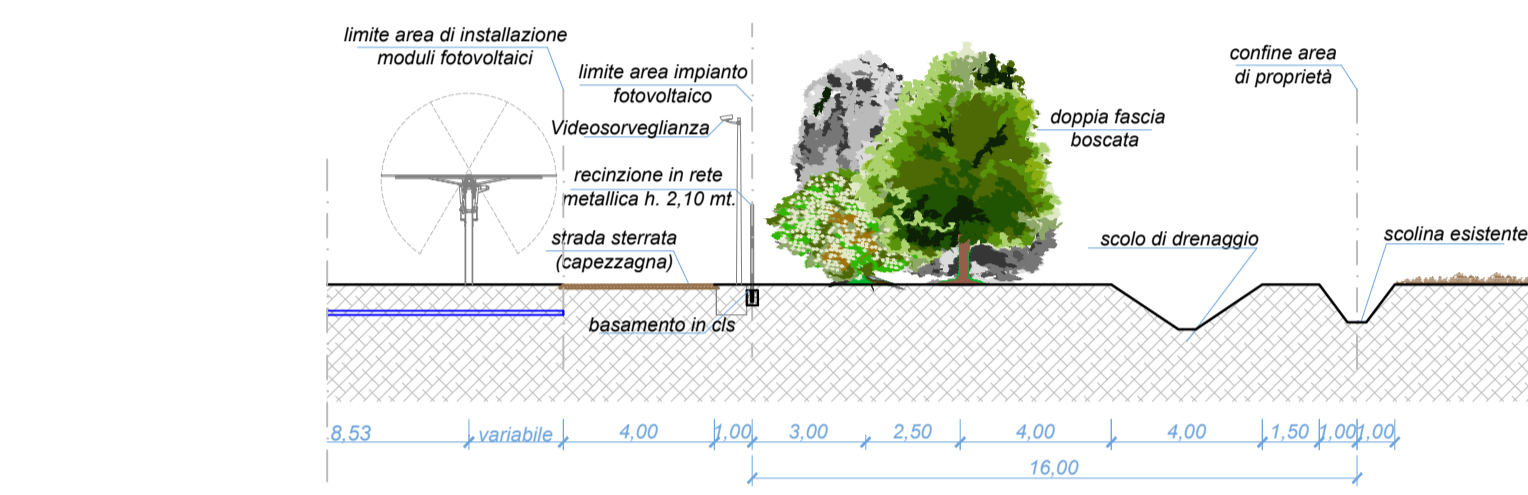 limite area di installazione
moduli fotovoltaici
limite area impianto
fotovoltaico
Videosorveglianza
recinzione in rete
metallica h. 2,10 mt.
strada sterrata
(capezzagna)
basamento in cls
doppia fascia
boscata
confine area
di proprietà
scolo di drenaggio
scolina esistente
8,53 variabile 4,00 1,00 3,00 2,50 4,00 4,00 1,50 1,00 1,00
16,00